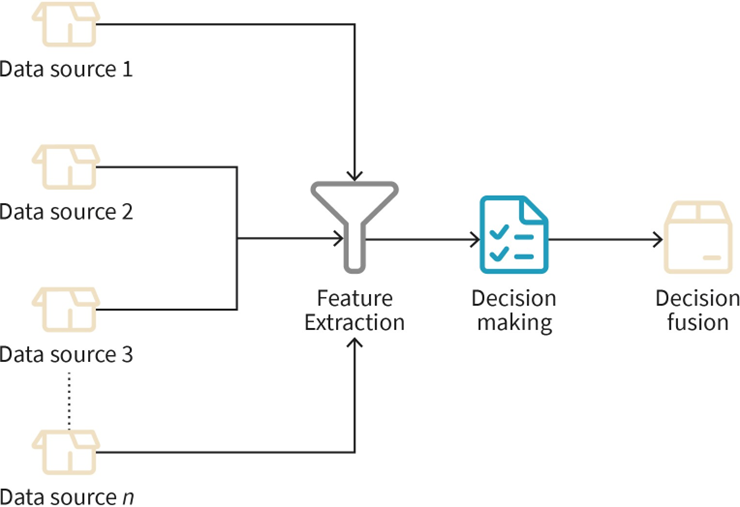 Data source 1
Data source 2
Data source 3
Data source n
Feature
Extraction
Decision
making
Decision
fusion